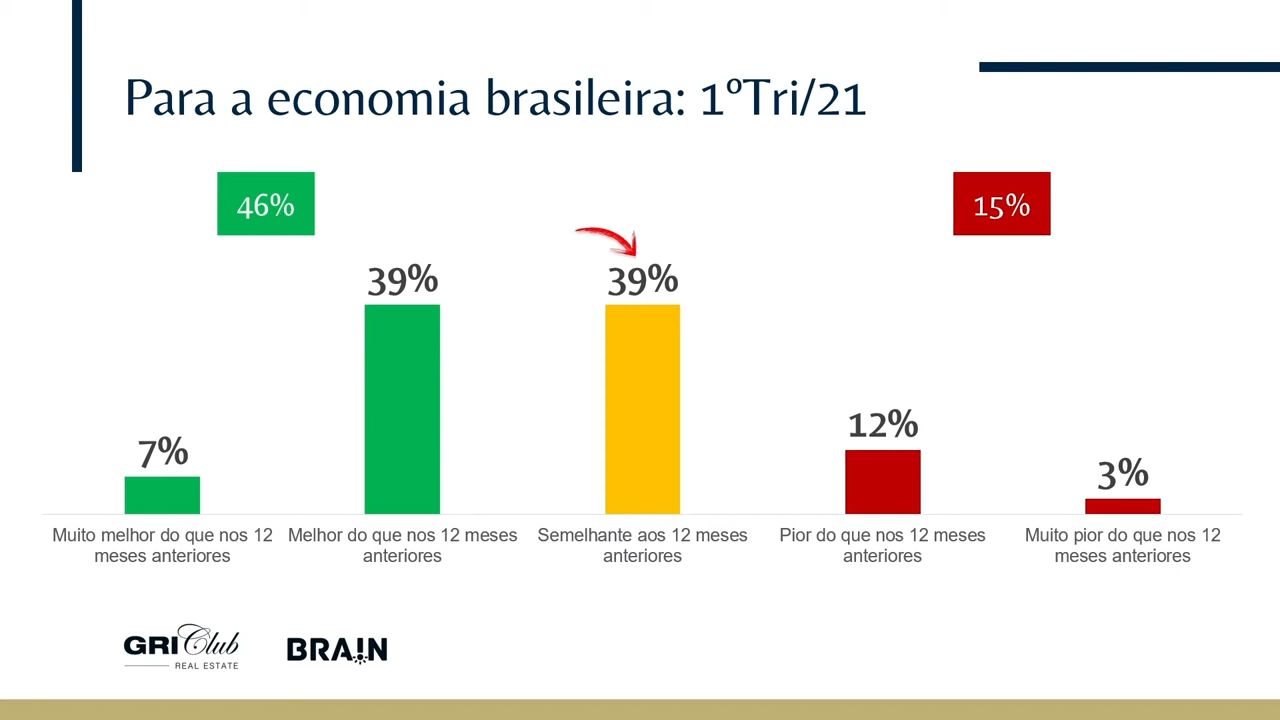 Para a economia brasileira: 1ºTri/21
46%
15%
39%
39%
12%
7%
3%
Muito melhor do que nos 12
meses anteriores
Melhor do que nos 12 meses
anteriores
Semelhante aos 12 meses
anteriores
Pior do que nos 12 meses
anteriores
Muito pior do que nos 12
meses anteriores
GRI Club
REAL ESTATE
BRA!N